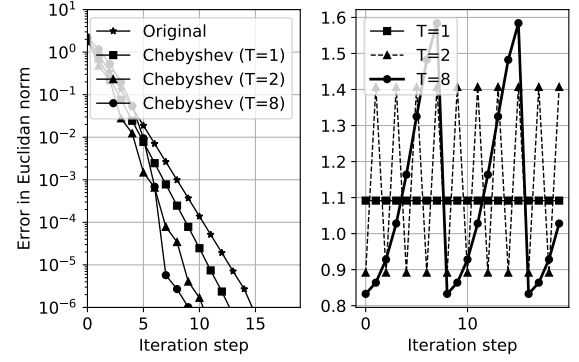 Error in Euclidan norm
10^1
10^0
10^-1
10^-2
10^-3
10^-4
10^-5
10^-6
Original
Chebyshev (T=1)
Chebyshev (T=2)
Chebyshev (T=8)
0 5 10 15
Iteration step
1.6
1.5
1.4
1.3
1.2
1.1
1.0
0.9
0.8
T=1
T=2
T=8
0 10
Iteration step